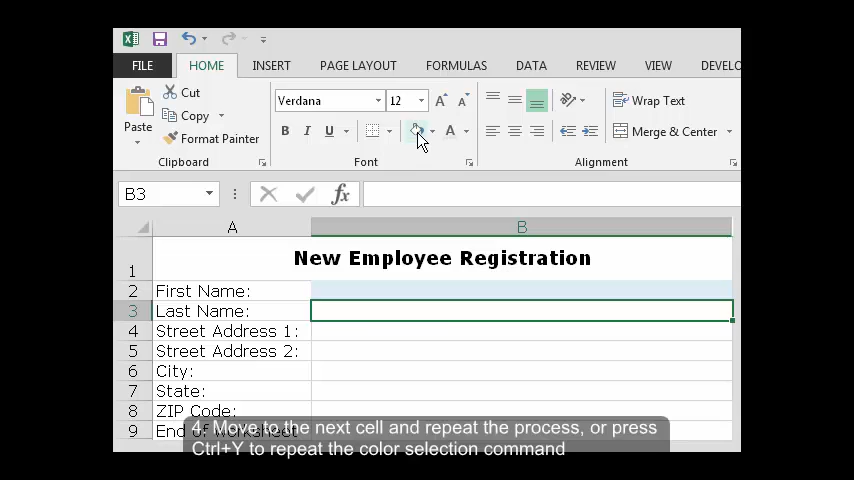 FILE HOME INSERT PAGE LAYOUT FORMULAS DATA REVIEW VIEW DEVELO
Paste
Cut
Copy
Format Painter
Clipboard
Verdana 12
B I U A
Font
Wrap Text
Merge & Center
Alignment
B3 fx
A B
1 New Employee Registration
2 First Name:
3 Last Name:
4 Street Address 1:
5 Street Address 2:
6 City:
7 State:
8 ZIP Code:
9 End of Worksheet
4. Move to the next cell and repeat the process, or press
Ctrl+Y to repeat the color selection command